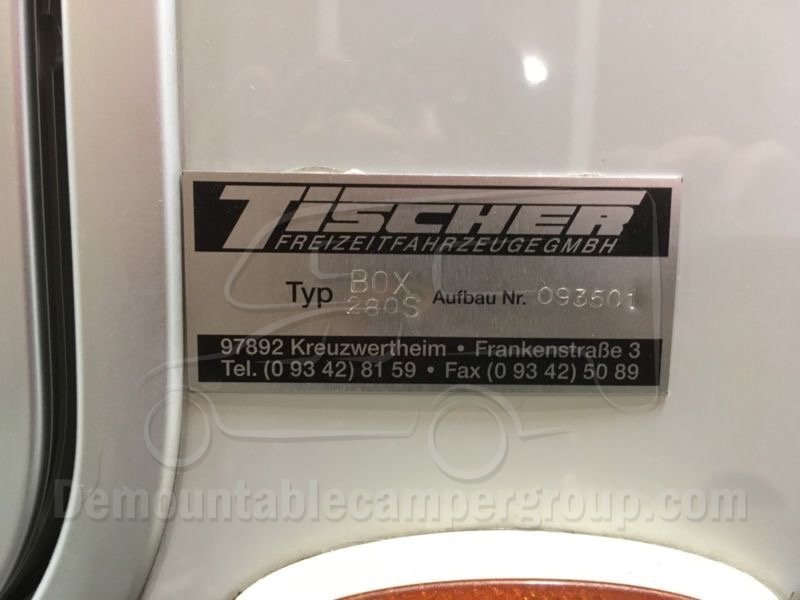 TISCHER
FREIZEITFAHRZEUGE GMBH
Typ BOX 280S Aufbau Nr. 093501
97892 Kreuzwertheim • Frankenstraße 3
Tel. (0 93 42) 81 59 • Fax (0 93 42) 50 89
Demountablecampergroup.com